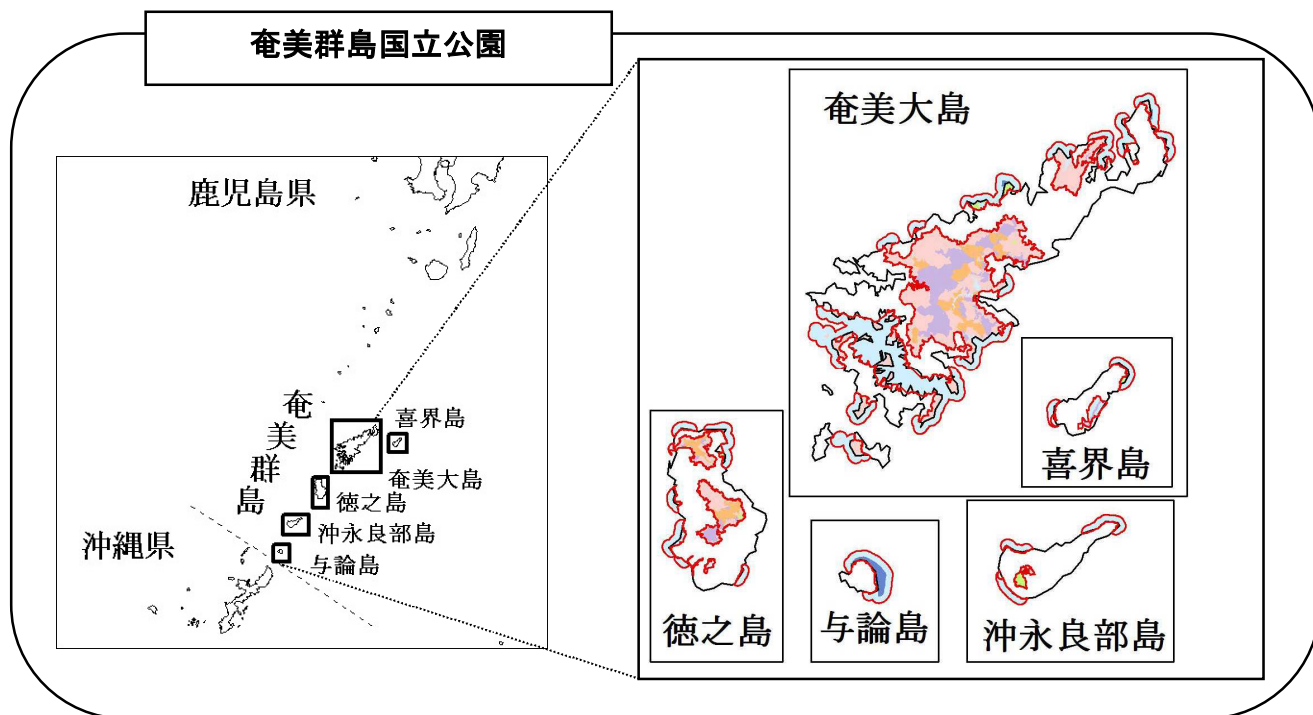 奄美群島国立公園
鹿児島県
奄美群島
喜界島
奄美大島
徳之島
沖永良部島
与論島
沖縄県
奄美大島
喜界島
徳之島
与論島
沖永良部島